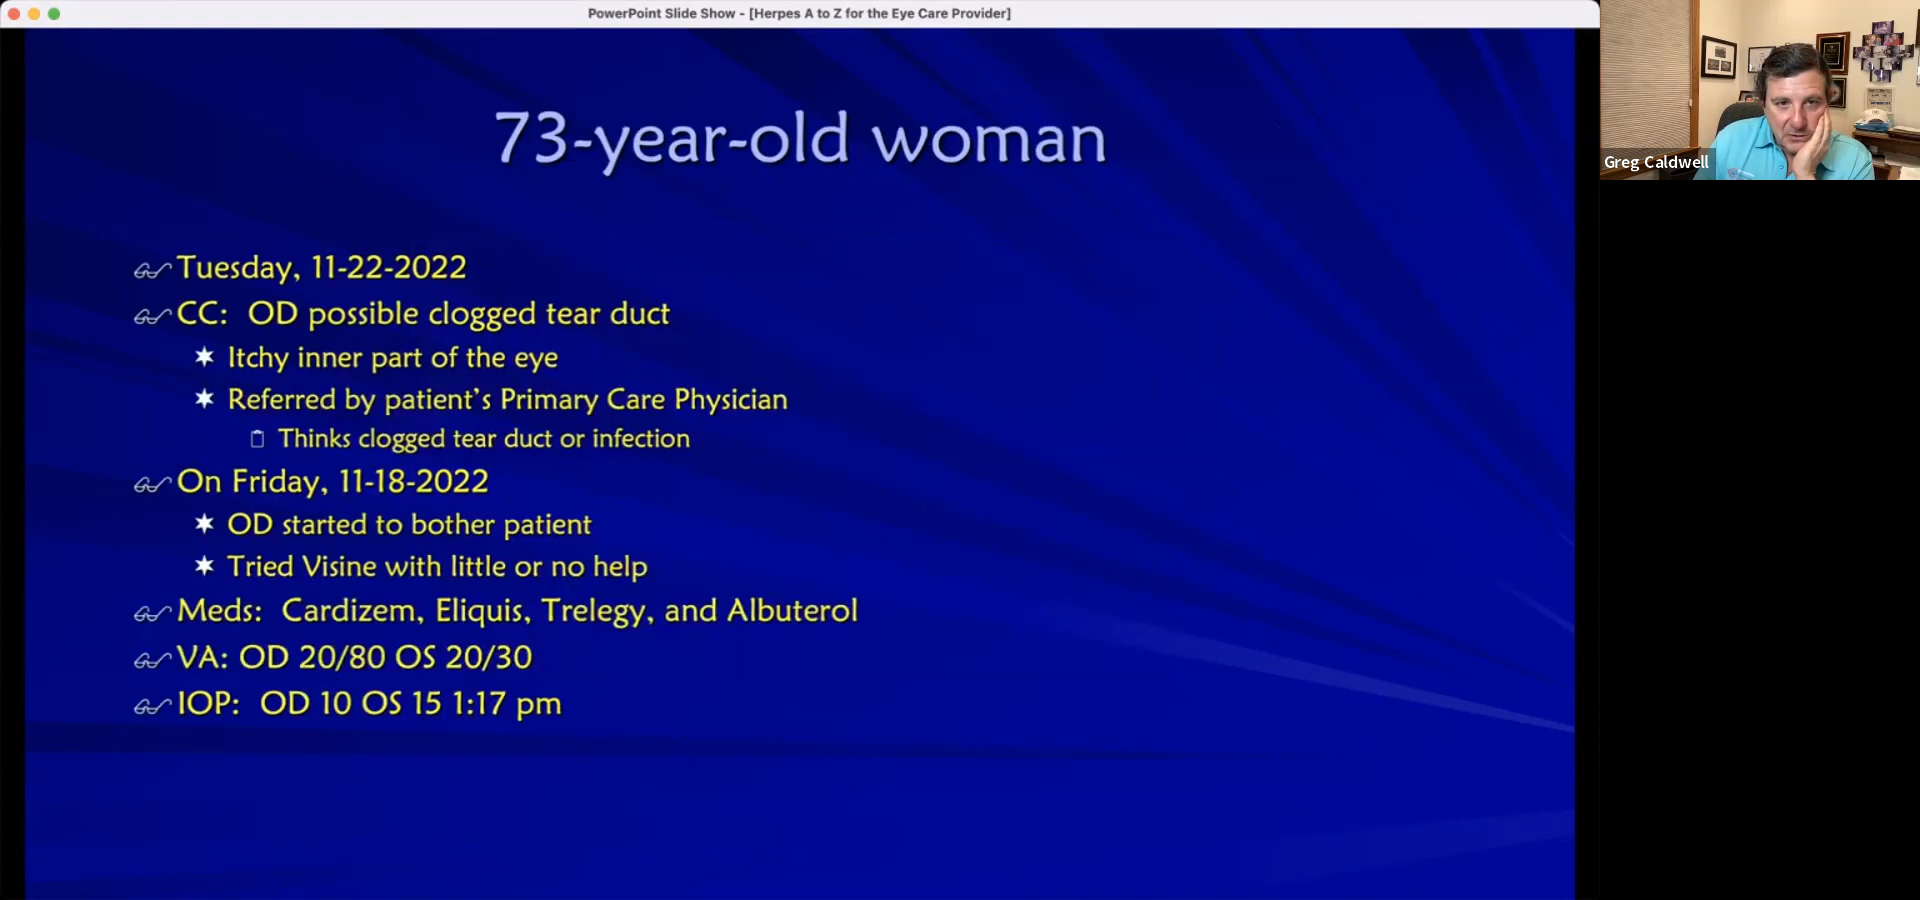 PowerPoint Slide Show - [Herpes A to Z for the Eye Care Provider]
73-year-old woman
Tuesday, 11-22-2022
CC: OD possible clogged tear duct
Itchy inner part of the eye
Referred by patient's Primary Care Physician
Thinks clogged tear duct or infection
On Friday, 11-18-2022
OD started to bother patient
Tried Visine with little or no help
Meds: Cardizem, Eliquis, Trelegy, and Albuterol
VA: OD 20/80 OS 20/30
IOP: OD 10 OS 15 1:17 pm
Greg Caldwell